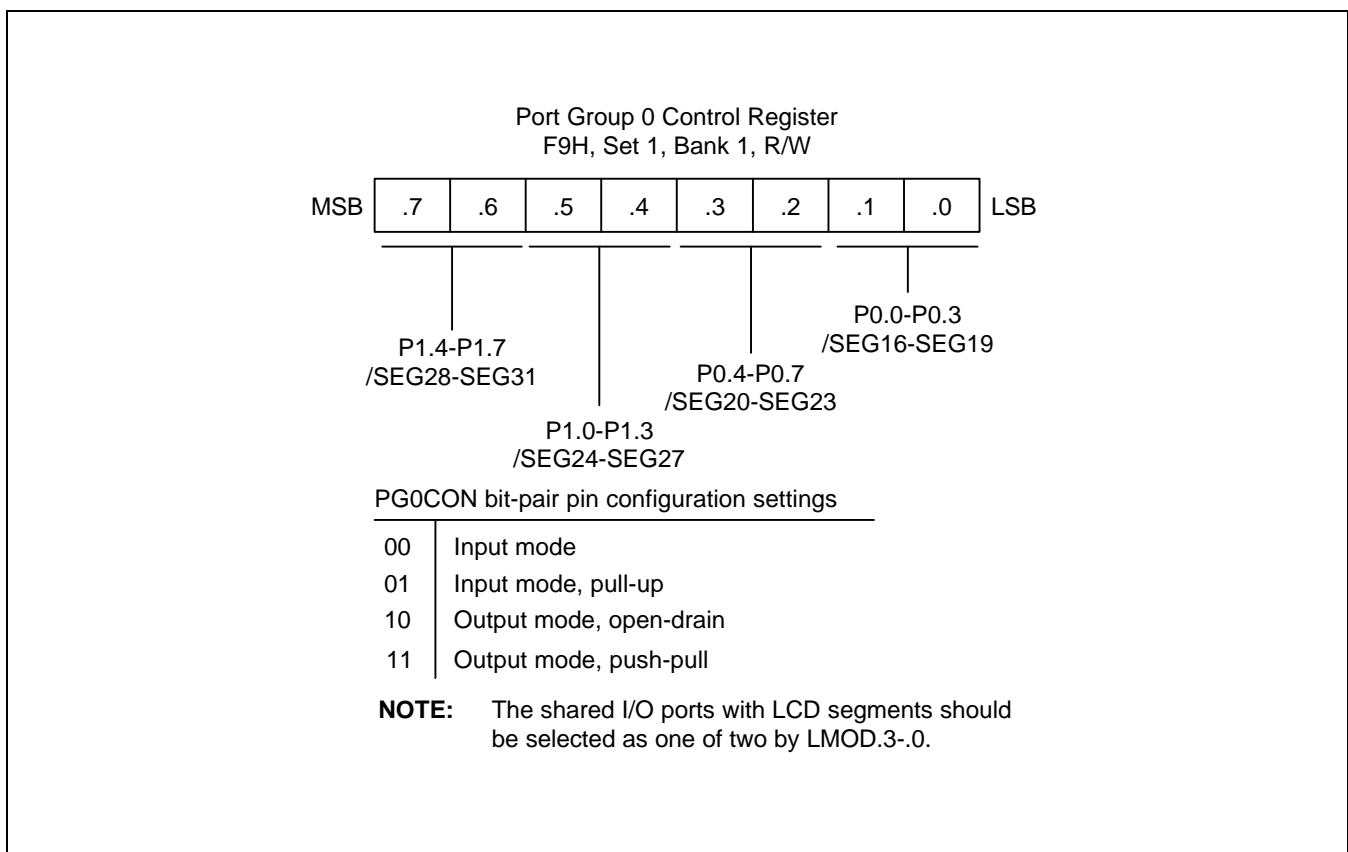 Port Group 0 Control Register
F9H, Set 1, Bank 1, R/W
MSB .7 .6 .5 .4 .3 .2 .1 .0 LSB
P1.4-P1.7
/SEG28-SEG31
P1.0-P1.3
/SEG24-SEG27
P0.4-P0.7
/SEG20-SEG23
P0.0-P0.3
/SEG16-SEG19
PG0CON bit-pair pin configuration settings
00 Input mode
01 Input mode, pull-up
10 Output mode, open-drain
11 Output mode, push-pull
NOTE: The shared I/O ports with LCD segments should
be selected as one of two by LMOD.3-.0.